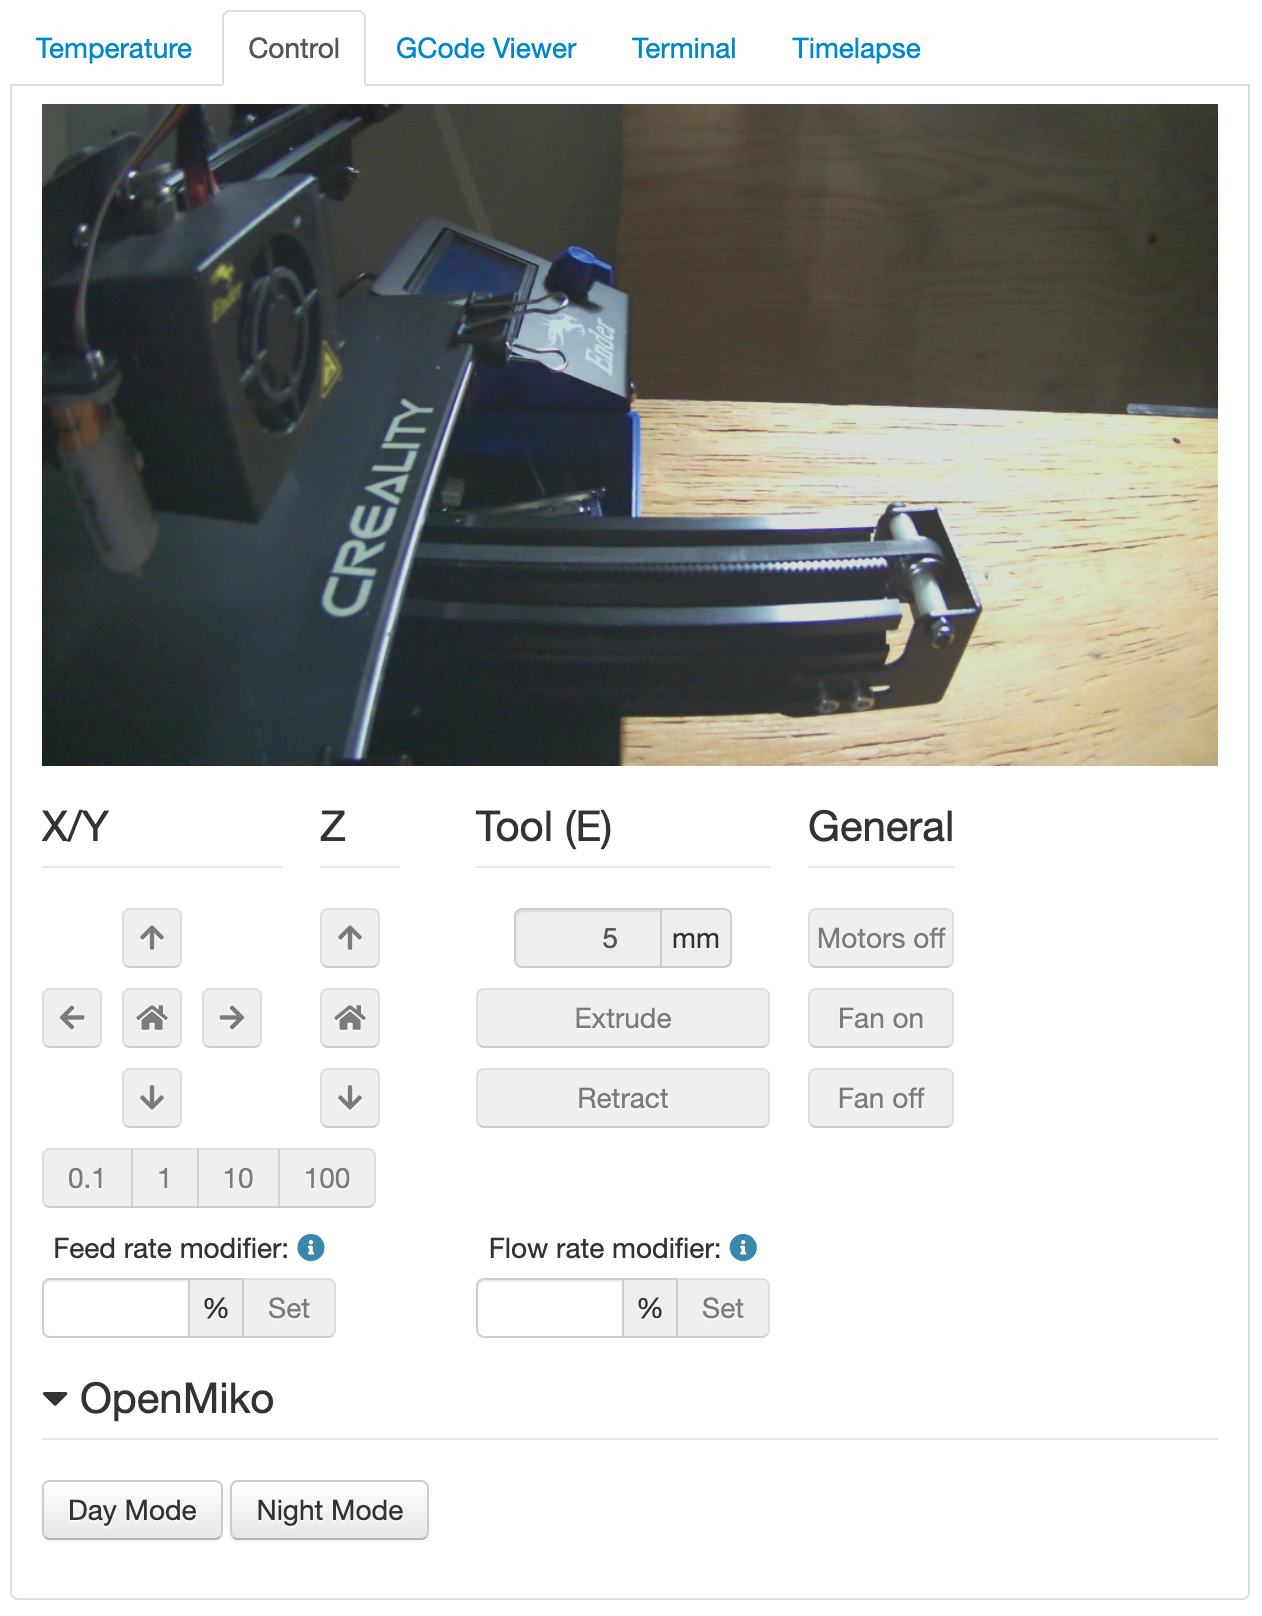 Temperature
Control
GCode Viewer
Terminal
Timelapse
Ender
Ender
CREALITY
X/Y
Z
Tool (E)
General
5 mm
Motors off
Extrude
Fan on
Retract
Fan off
0.1 1 10 100
Feed rate modifier:
Flow rate modifier:
% Set
% Set
OpenMiko
Day Mode
Night Mode